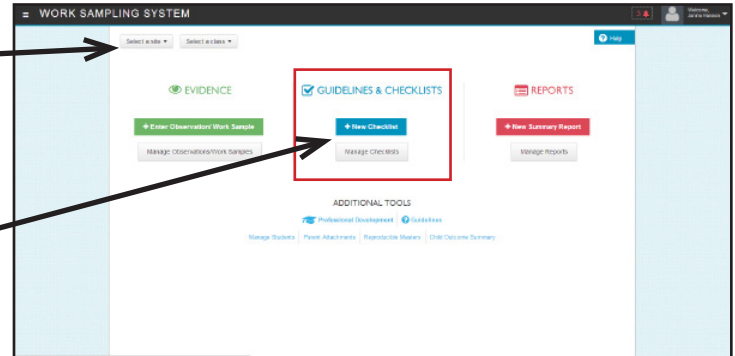 WORK SAMPLING SYSTEM
3
Welcome,
Select a site Select a class
Help
EVIDENCE
GUIDELINES & CHECKLISTS
REPORTS
+ Enter Observation/ Work Sample
+ New Checklist
+ New Summary Report
Manage Observations/Work Samples
Manage Checklists
Manage Reports
ADDITIONAL TOOLS
Professional Development Guidelines
Manage Students Parent Attachments Reproducible Masters Child Outcome Summary